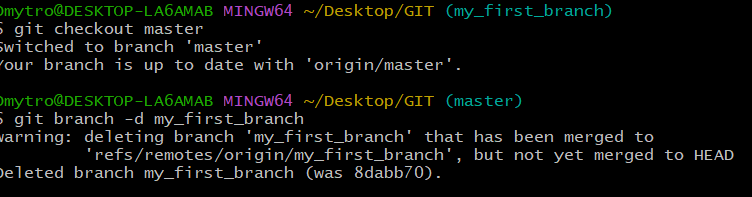 Dmytro@DESKTOP-LA6AMAB MINGW64 ~/Desktop/GIT (my_first_branch)
$ git checkout master
Switched to branch 'master'
Your branch is up to date with 'origin/master'.
Dmytro@DESKTOP-LA6AMAB MINGW64 ~/Desktop/GIT (master)
$ git branch -d my_first_branch
warning: deleting branch 'my_first_branch' that has been merged to
'refs/remotes/origin/my_first_branch', but not yet merged to HEAD
Deleted branch my_first_branch (was 8dabb70).